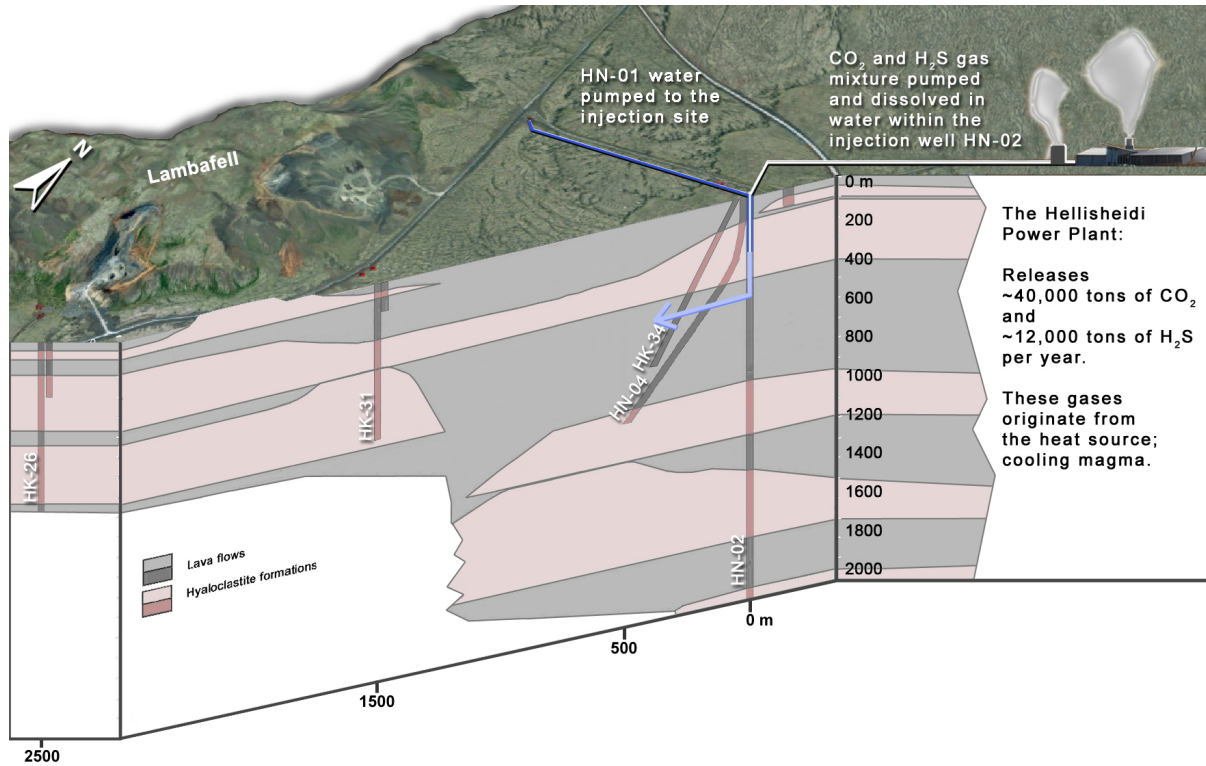 HN-01 water
pumped to the
injection site
CO₂ and H₂S gas
mixture pumped
and dissolved in
water within the
injection well HN-02
N
Lambafell
0 m
200
400
600
800
1000
1200
1400
1600
1800
2000
The Hellisheidi
Power Plant:
Releases
~40,000 tons of CO₂
and
~12,000 tons of H₂S
per year.
These gases
originate from
the heat source;
cooling magma.
HK-34
HN-04
HK-31
HK-26
HN-02
Lava flows
Hyaloclastite formations
0 m
500
1500
2500